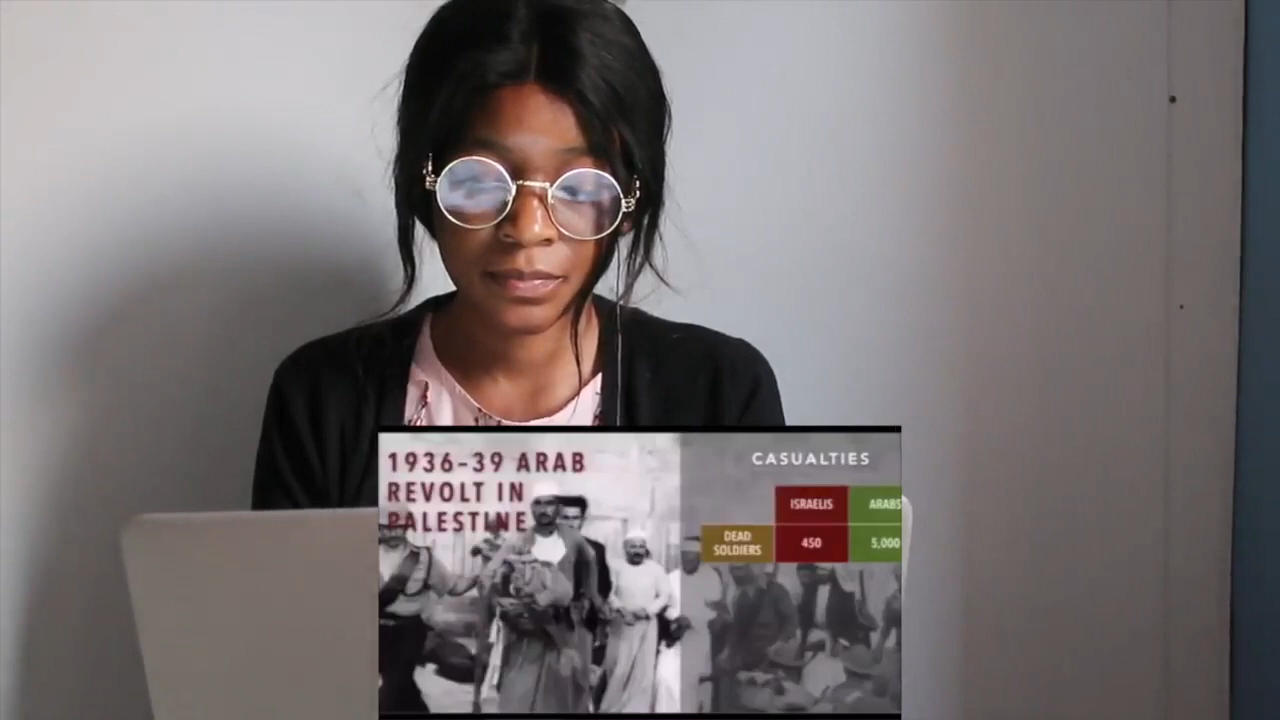 1936-39 ARAB
REVOLT IN
PALESTINE
CASUALTIES
ISRAELIS
ARABS
DEAD
SOLDIERS
450
5,000